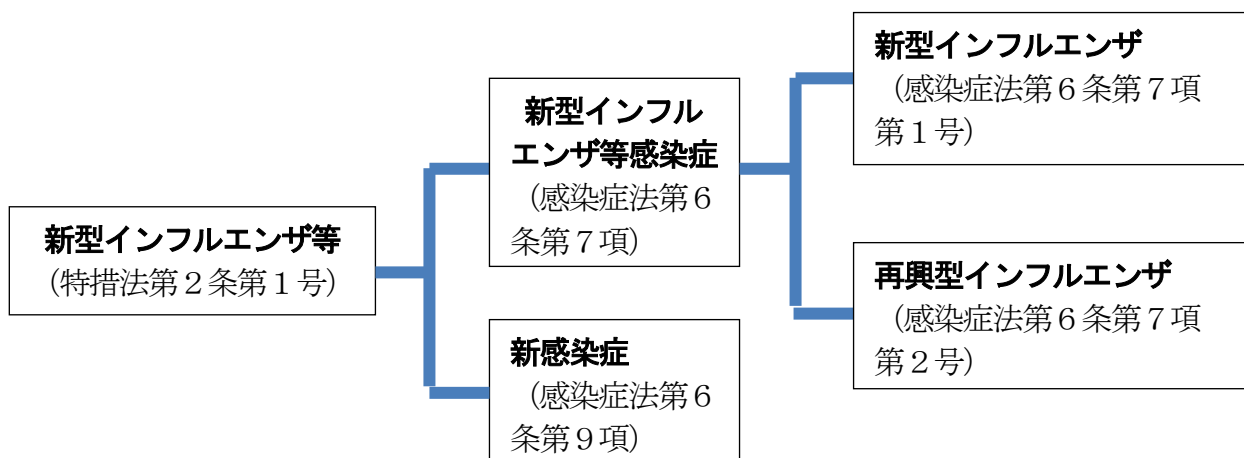 新型インフルエンザ等
（特措法第２条第１号）
新型インフル
エンザ等感染症
（感染症法第６
条第７項）
新感染症
（感染症法第６
条第９項）
新型インフルエンザ
（感染症法第６条第７項
第１号）
再興型インフルエンザ
（感染症法第６条第７項
第２号）